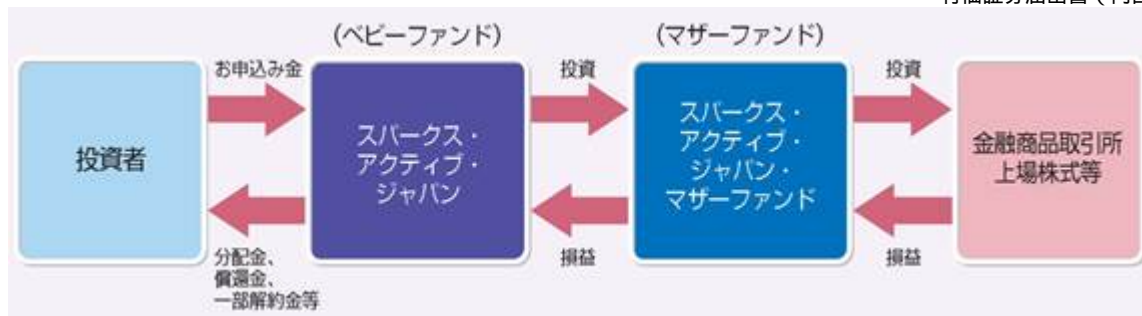 (ベビーファンド)
(マザーファンド)
お申込み金
投資
投資
投資者
スパークス・
アクティブ・
ジャパン
スパークス・
アクティブ・
ジャパン・
マザーファンド
金融商品取引所
上場株式等
分配金、
償還金、
一部解約金等
損益
損益